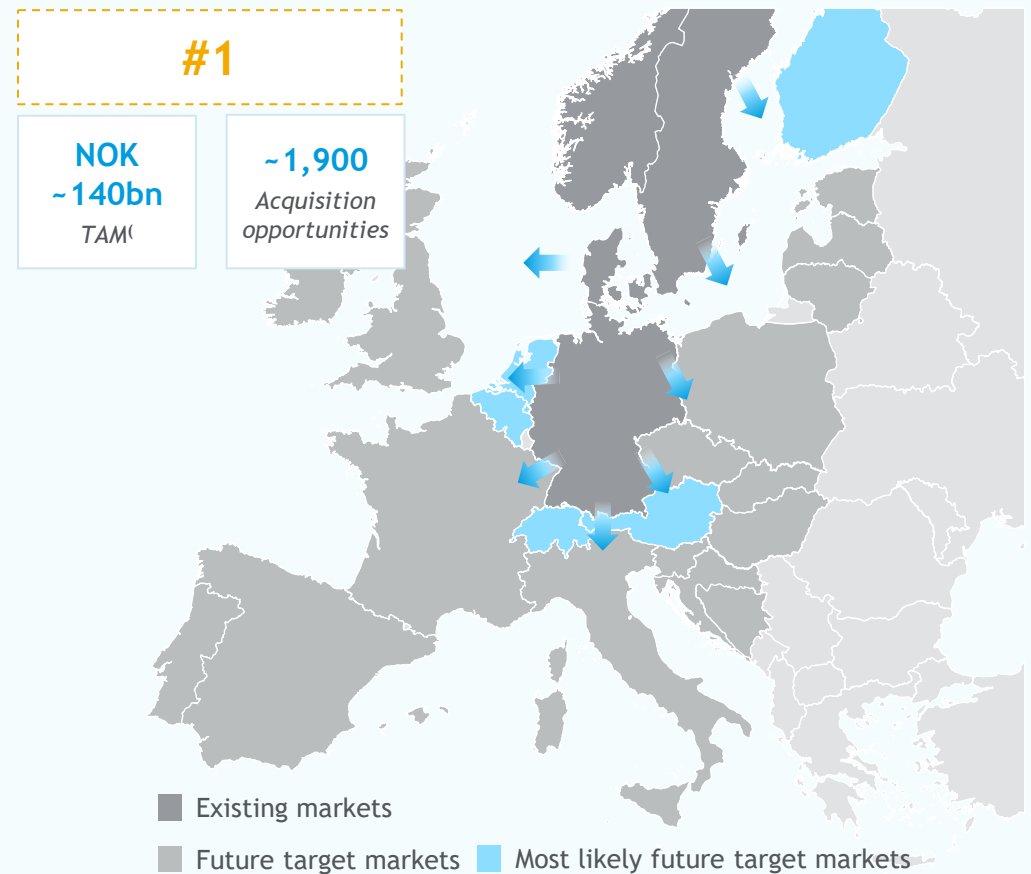 #1
NOK
~140bn
TAM(
~1,900
Acquisition
opportunities
Existing markets
Future target markets
Most likely future target markets